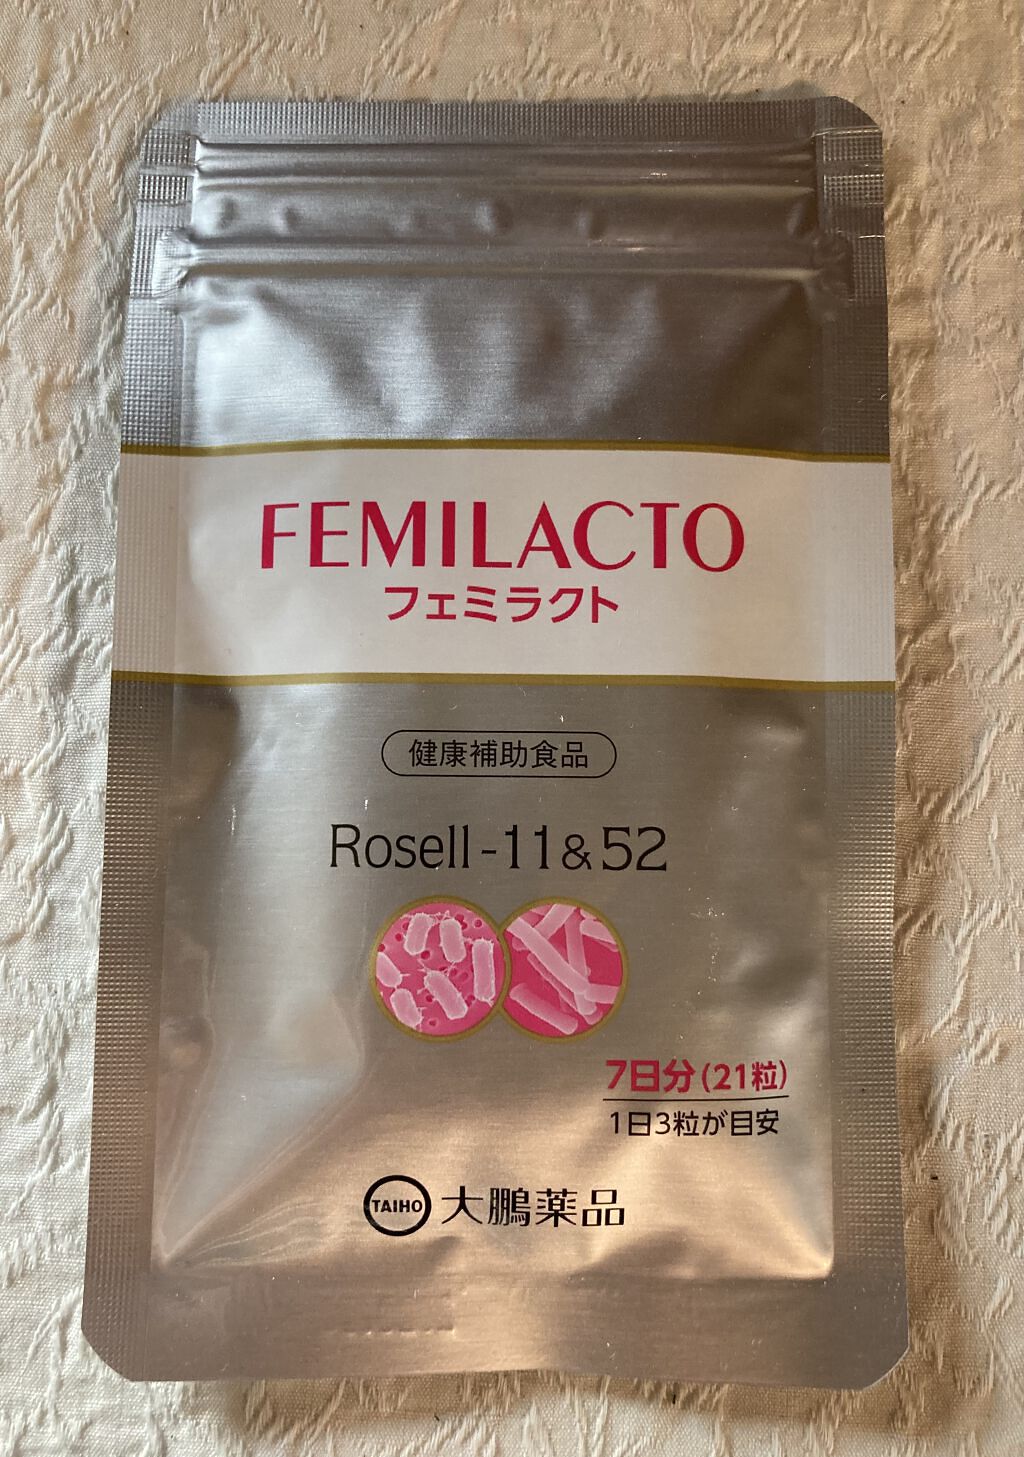 FEMILACTO
フェミラクト
健康補助食品
Rosell-11&52
7日分(21粒)
1日3粒が目安
TAIHO 大鵬薬品